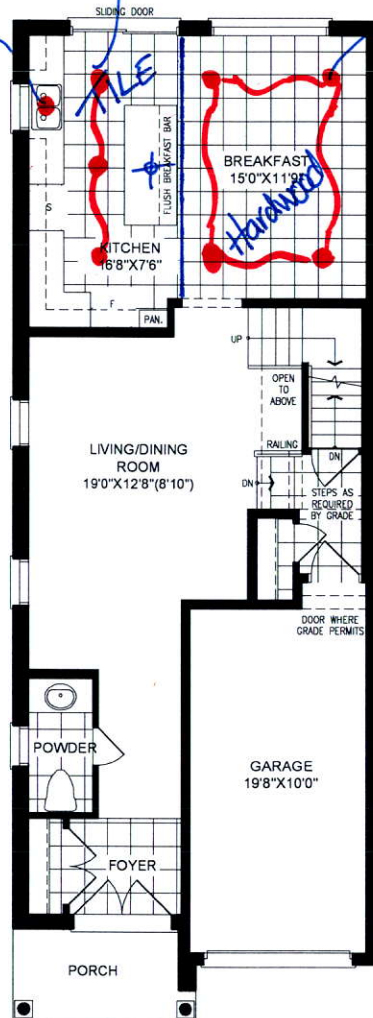 SLIDING DOOR
TILE
FLUSH BREAKFAST BAR
BREAKFAST
15'0"X11'9"
Hardwood
S
KITCHEN
16'8"X7'6"
F
PAN.
UP
OPEN
TO
ABOVE
LIVING/DINING
ROOM
19'0"X12'8"(8'10")
RAILING
DN
DN
STEPS AS
REQUIRED
BY GRADE
DOOR WHERE
GRADE PERMITS
POWDER
GARAGE
19'8"X10'0"
FOYER
PORCH